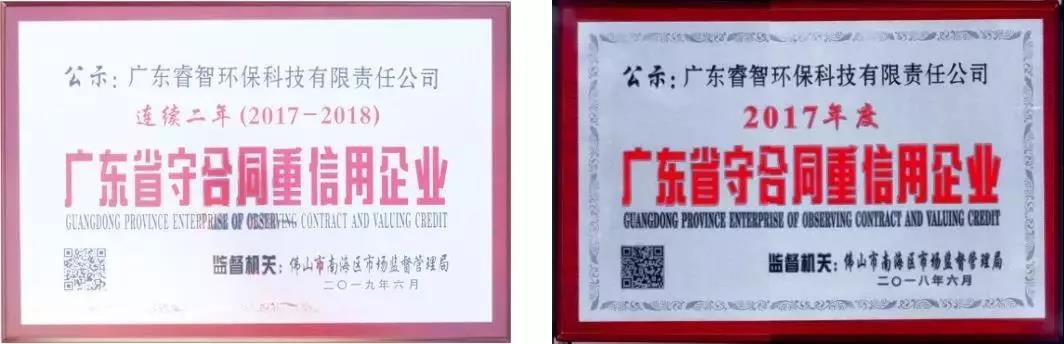 公示：广东睿智环保科技有限责任公司
连续二年(2017-2018)
广东省守合同重信用企业
GUANGDONG PROVINCE ENTERPRISE OF OBSERVING CONTRACT AND VALUING CREDIT
监督机关：佛山市南海区市场监督管理局
二〇一九年六月
公示：广东睿智环保科技有限责任公司
2017年度
广东省守合同重信用企业
GUANGDONG PROVINCE ENTERPRISE OF OBSERVING CONTRACT AND VALUING CREDIT
监督机关：佛山市南海区市场监督管理局
二〇一八年六月